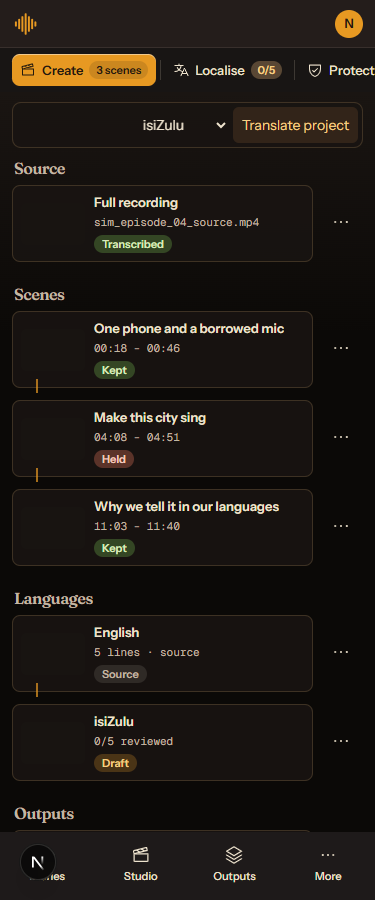 N
Create 3 scenes Localise 0/5 Protect
isiZulu Translate project
Source
Full recording
sim_episode_04_source.mp4
Transcribed
...
Scenes
One phone and a borrowed mic
00:18 – 00:46
Kept
...
Make this city sing
04:08 – 04:51
Held
...
Why we tell it in our languages
11:03 – 11:40
Kept
...
Languages
English
5 lines · source
Source
...
isiZulu
0/5 reviewed
Draft
...
Outputs
N
Studio Outputs More